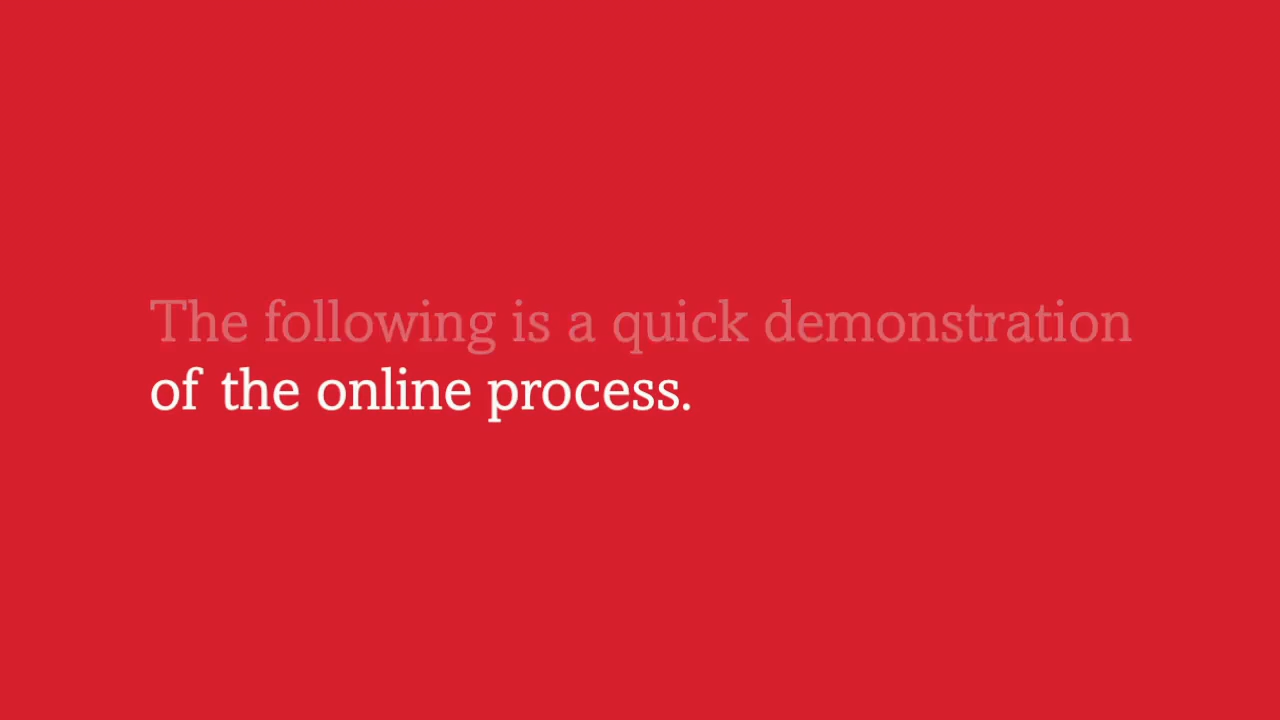 The following is a quick demonstration
of the online process.